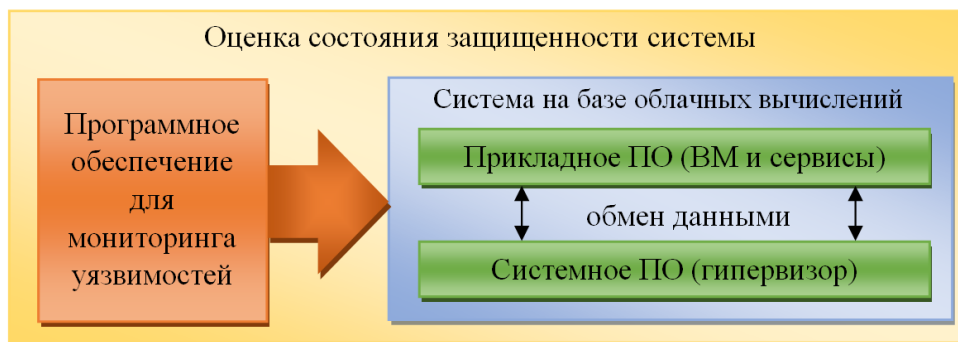 Оценка состояния защищенности системы
Программное
обеспечение
для
мониторинга
уязвимостей
Система на базе облачных вычислений
Прикладное ПО (ВМ и сервисы)
обмен данными
Системное ПО (гипервизор)